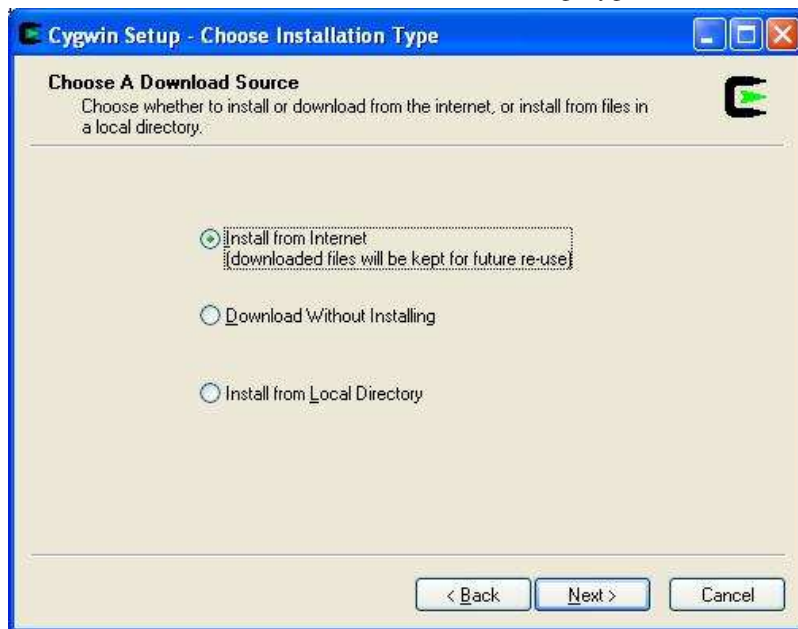 Cygwin Setup - Choose Installation Type
Choose A Download Source
Choose whether to install or download from the internet, or install from files in
a local directory.
Install from Internet
(downloaded files will be kept for future re-use)
Download Without Installing
Install from Local Directory
< Back
Next >
Cancel